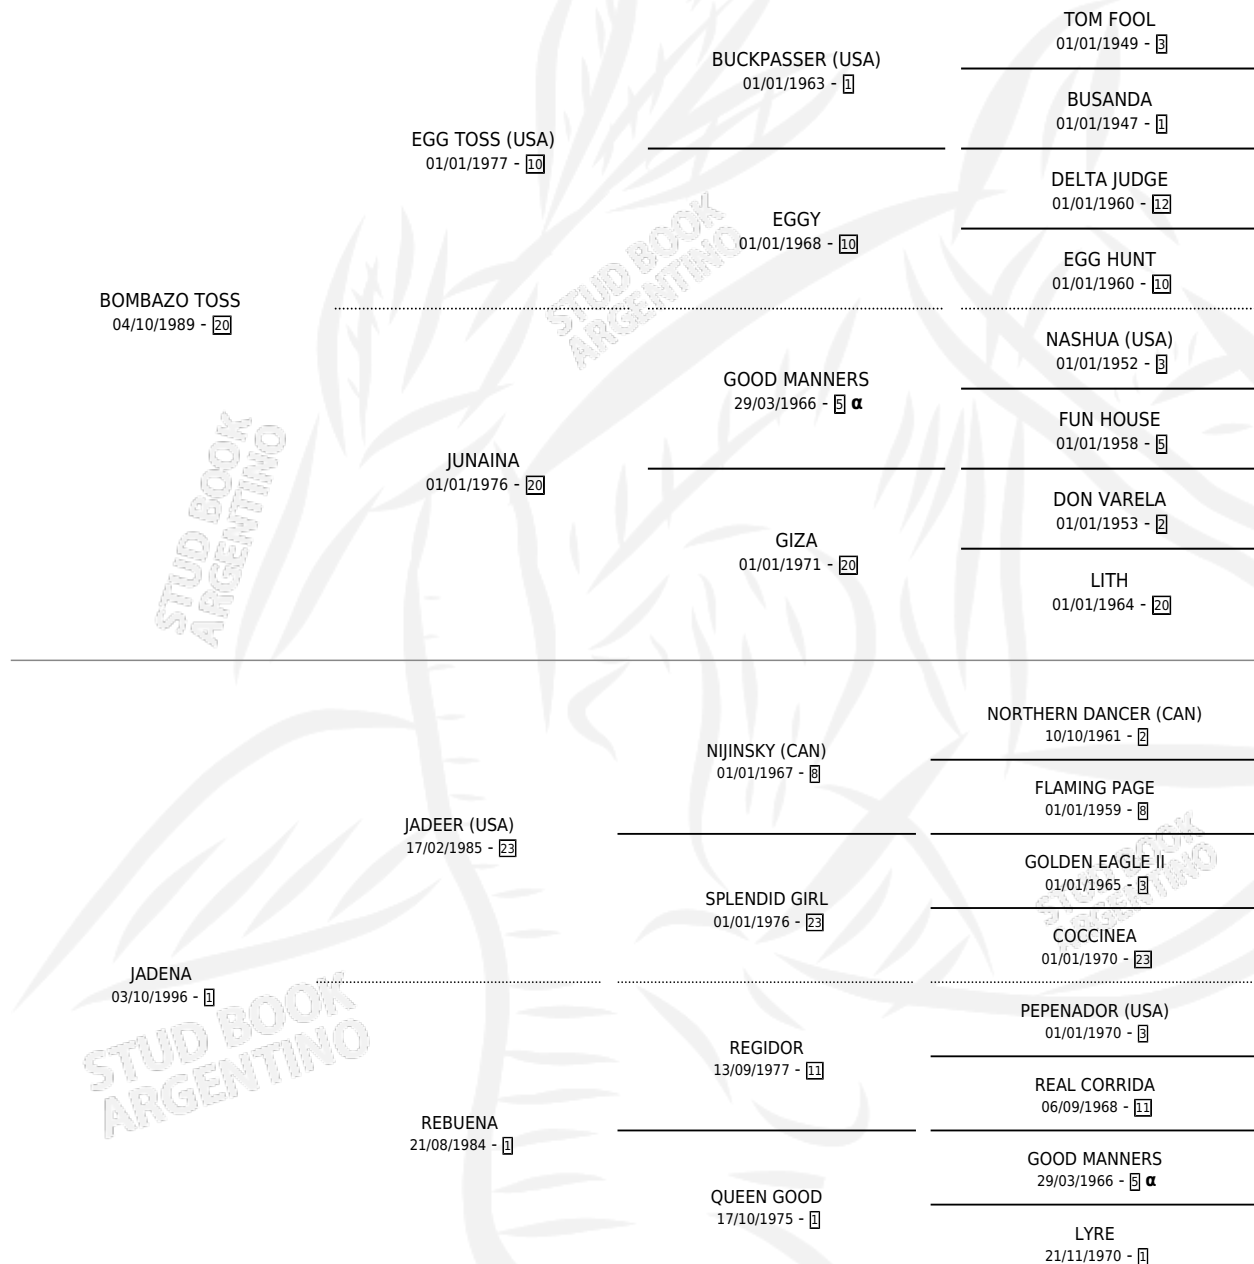 TOM FOOL
01/01/1949 - 3
BUCKPASSER (USA)
01/01/1963 - 1
BUSANDA
01/01/1947 - 1
EGG TOSS (USA)
01/01/1977 - 10
DELTA JUDGE
01/01/1960 - 12
EGGY
01/01/1968 - 10
EGG HUNT
01/01/1960 - 10
BOMBAZO TOSS
04/10/1989 - 20
STUD BOOK
ARGENTINO
NASHUA (USA)
01/01/1952 - 3
GOOD MANNERS
29/03/1966 - 5 α
FUN HOUSE
01/01/1958 - 5
JUNAINA
01/01/1976 - 20
DON VARELA
01/01/1953 - 2
GIZA
01/01/1971 - 20
LITH
01/01/1964 - 20
STUD BOOK
ARGENTINO
NORTHERN DANCER (CAN)
10/10/1961 - 2
NIJINSKY (CAN)
01/01/1967 - 8
FLAMING PAGE
01/01/1959 - 8
JADEER (USA)
17/02/1985 - 23
GOLDEN EAGLE II
01/01/1965 - 3
SPLENDID GIRL
01/01/1976 - 23
COCCINEA
01/01/1970 - 23
STUD BOOK
ARGENTINO
JADENA
03/10/1996 - 1
PEPENADOR (USA)
01/01/1970 - 3
REGIDOR
13/09/1977 - 11
REAL CORRIDA
06/09/1968 - 11
STUD BOOK
ARGENTINO
REBUENA
21/08/1984 - 1
GOOD MANNERS
29/03/1966 - 5 α
QUEEN GOOD
17/10/1975 - 1
LYRE
21/11/1970 - 1